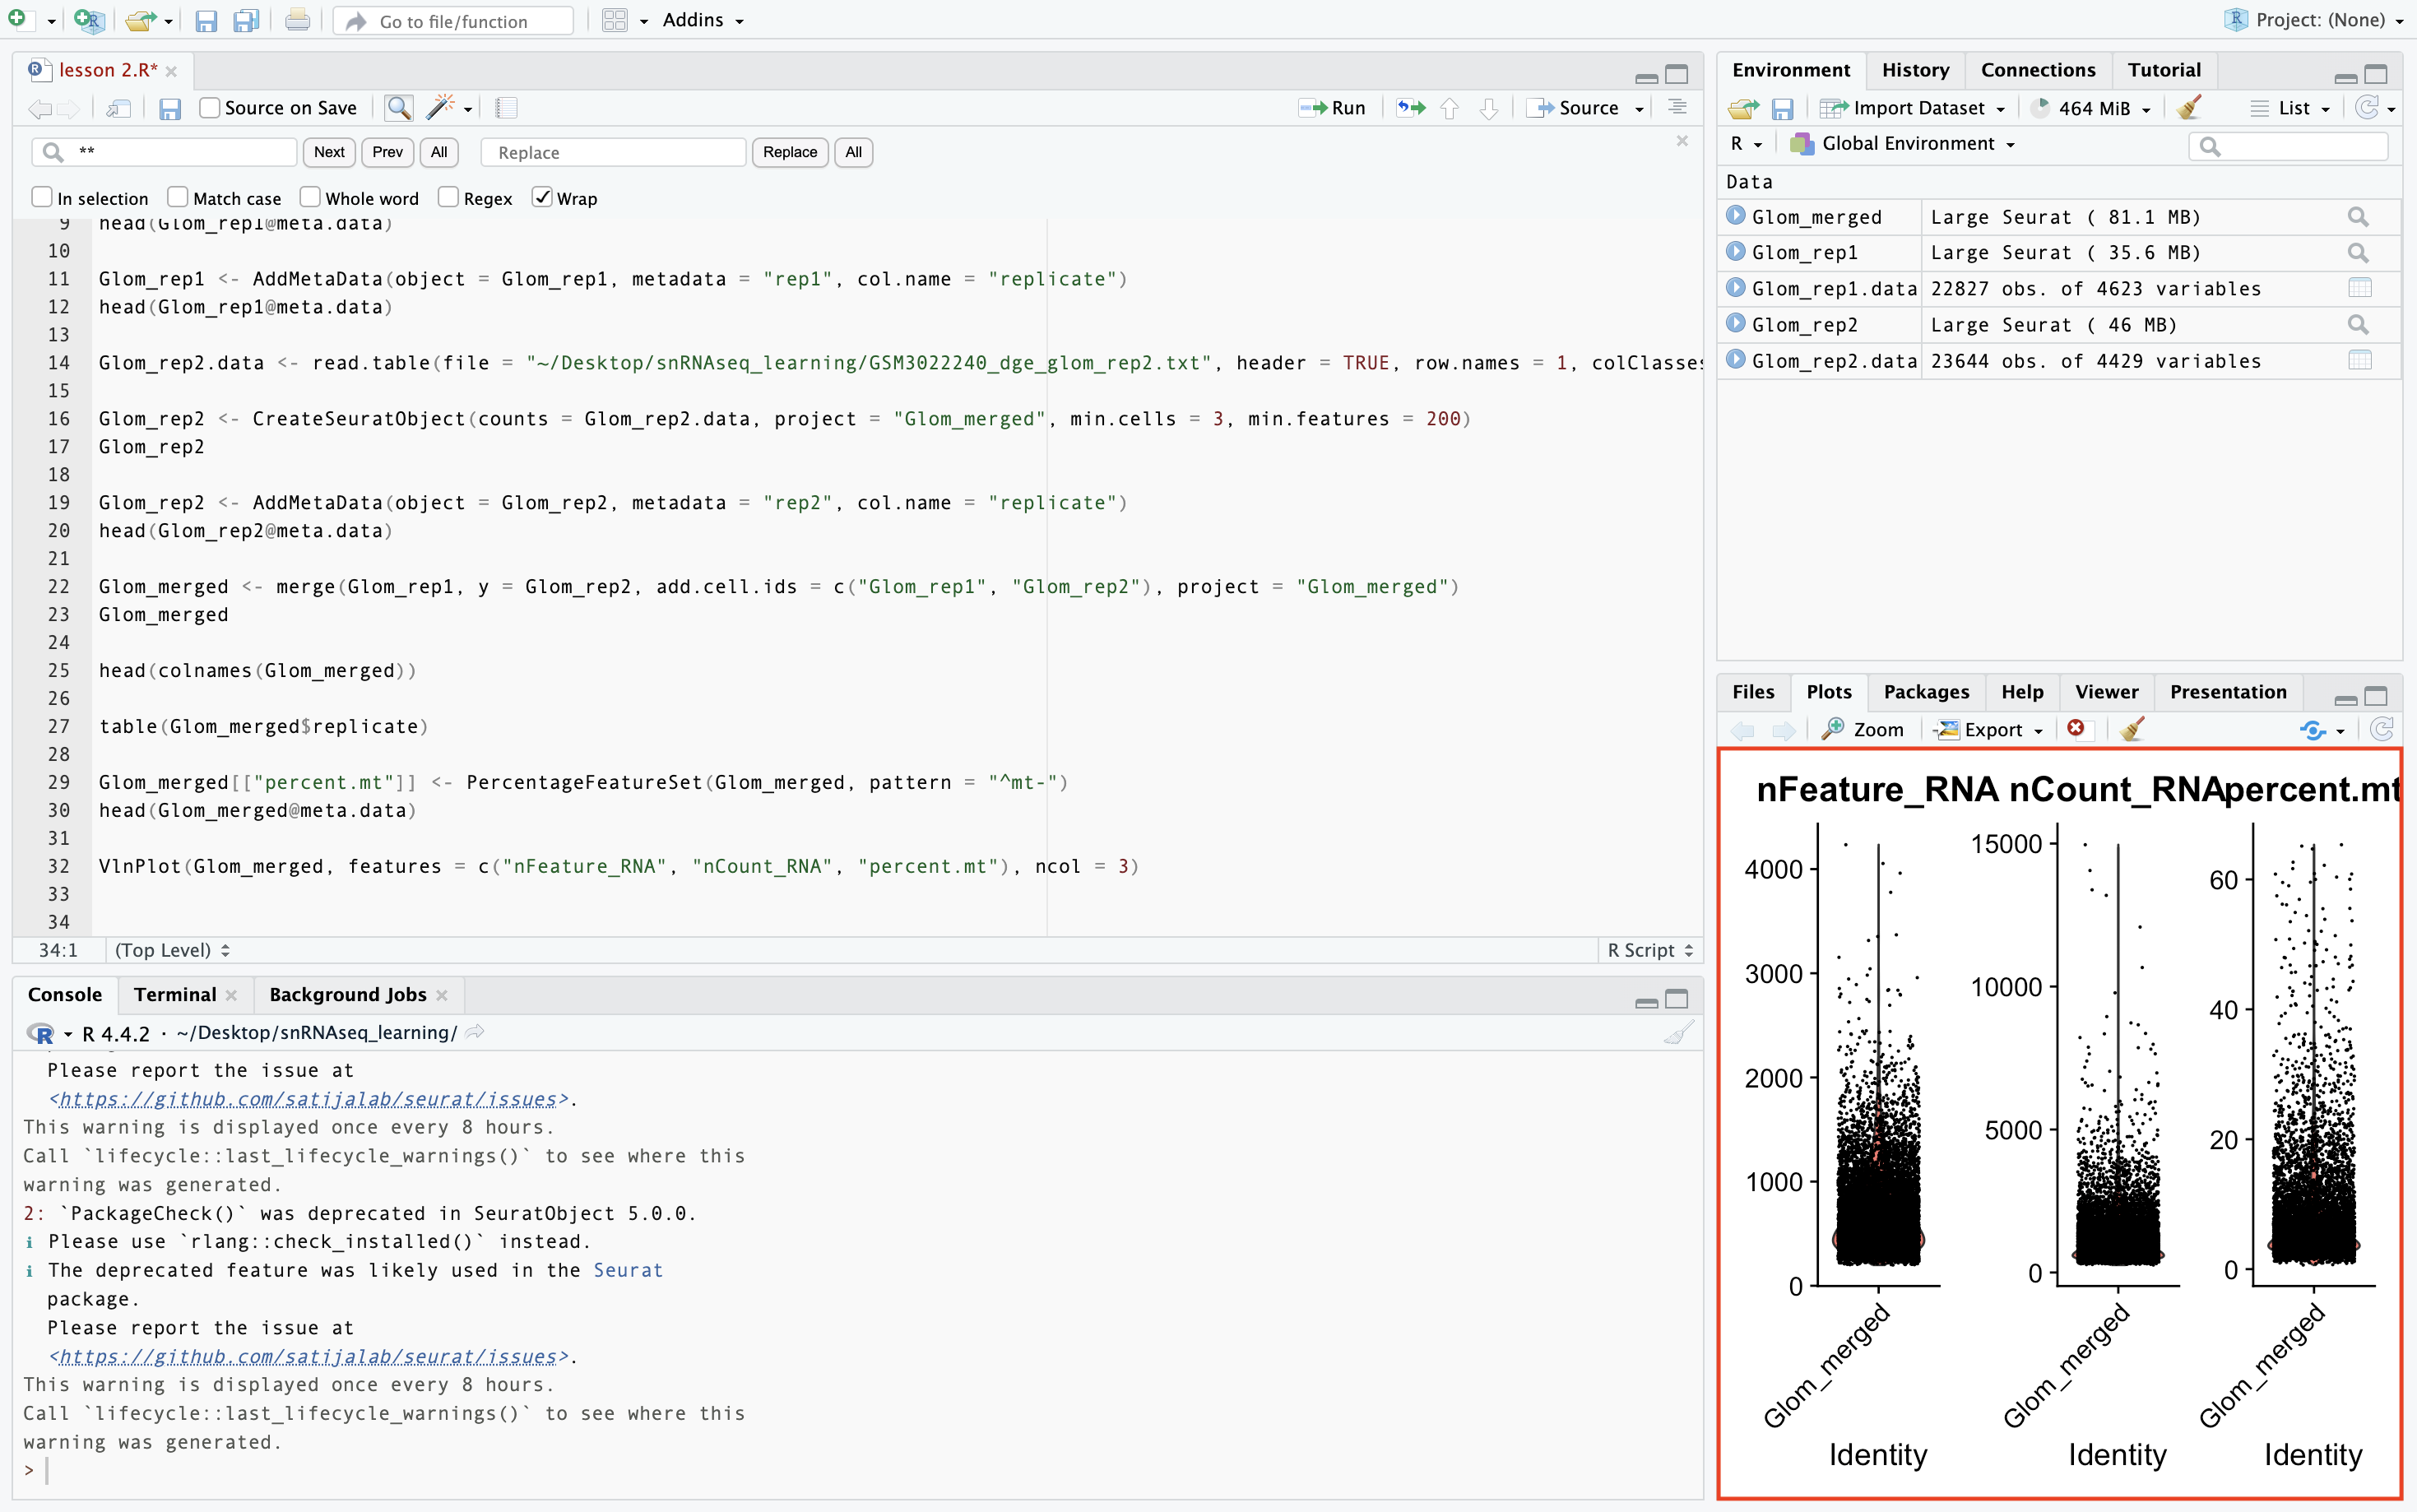 Go to file/function
Addins
Project: (None)
lesson 2.R*
Source on Save
Run
Source
**
Next
Prev
All
Replace
Replace
All
In selection
Match case
Whole word
Regex
Wrap
9 head(Glom_rep1@meta.data)
10
11 Glom_rep1 <- AddMetaData(object = Glom_rep1, metadata = "rep1", col.name = "replicate")
12 head(Glom_rep1@meta.data)
13
14 Glom_rep2.data <- read.table(file = "~/Desktop/snRNAseq_learning/GSM3022240_dge_glom_rep2.txt", header = TRUE, row.names = 1, colClasses
15
16 Glom_rep2 <- CreateSeuratObject(counts = Glom_rep2.data, project = "Glom_merged", min.cells = 3, min.features = 200)
17 Glom_rep2
18
19 Glom_rep2 <- AddMetaData(object = Glom_rep2, metadata = "rep2", col.name = "replicate")
20 head(Glom_rep2@meta.data)
21
22 Glom_merged <- merge(Glom_rep1, y = Glom_rep2, add.cell.ids = c("Glom_rep1", "Glom_rep2"), project = "Glom_merged")
23 Glom_merged
24
25 head(colnames(Glom_merged))
26
27 table(Glom_merged$replicate)
28
29 Glom_merged[["percent.mt"]] <- PercentageFeatureSet(Glom_merged, pattern = "^mt-")
30 head(Glom_merged@meta.data)
31
32 VlnPlot(Glom_merged, features = c("nFeature_RNA", "nCount_RNA", "percent.mt"), ncol = 3)
33
34
34:1 (Top Level) R Script
Console Terminal Background Jobs
R 4.4.2 · ~/Desktop/snRNAseq_learning/
Please report the issue at
<https://github.com/satijalab/seurat/issues>.
This warning is displayed once every 8 hours.
Call `lifecycle::last_lifecycle_warnings()` to see where this
warning was generated.
2: `PackageCheck()` was deprecated in SeuratObject 5.0.0.
ℹ Please use `rlang::check_installed()` instead.
ℹ The deprecated feature was likely used in the Seurat
package.
Please report the issue at
<https://github.com/satijalab/seurat/issues>.
This warning is displayed once every 8 hours.
Call `lifecycle::last_lifecycle_warnings()` to see where this
warning was generated.
>
Environment History Connections Tutorial
Import Dataset 464 MiB List
R Global Environment
Data
Glom_merged Large Seurat ( 81.1 MB)
Glom_rep1 Large Seurat ( 35.6 MB)
Glom_rep1.data 22827 obs. of 4623 variables
Glom_rep2 Large Seurat ( 46 MB)
Glom_rep2.data 23644 obs. of 4429 variables
Files Plots Packages Help Viewer Presentation
Zoom Export
nFeature_RNA nCount_RNA percent.mt
4000
3000
2000
1000
0
Glom_merged
Identity
15000
10000
5000
0
Glom_merged
Identity
60
40
20
0
Glom_merged
Identity